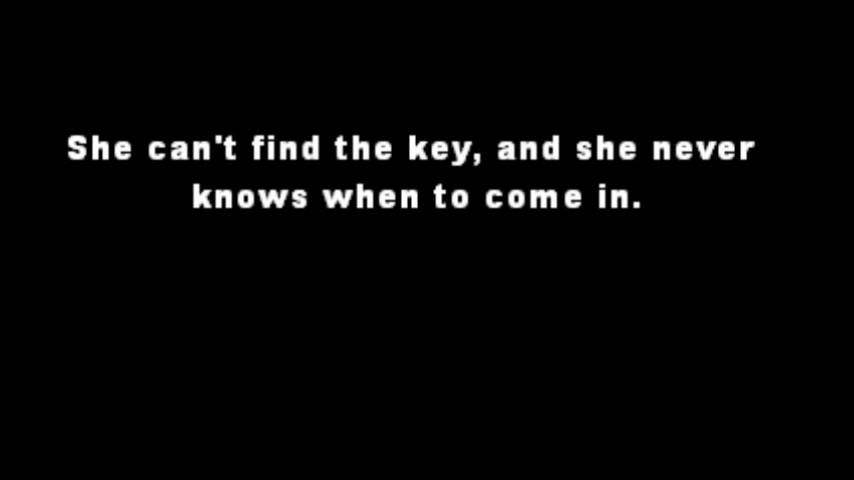 She can't find the key, and she never
knows when to come in.